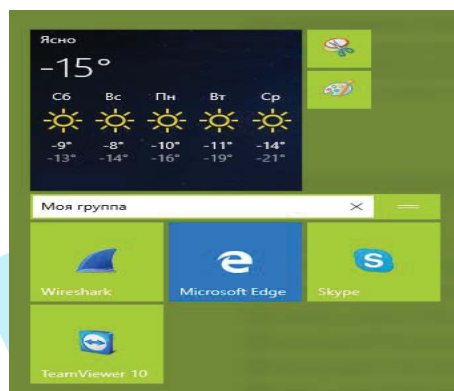 Ясно
-15°
Сб Вс Пн Вт Ср
-9° -8° -10° -11° -14°
-13° -14° -16° -19° -21°
Моя группа
Wireshark Microsoft Edge Skype
TeamViewer 10